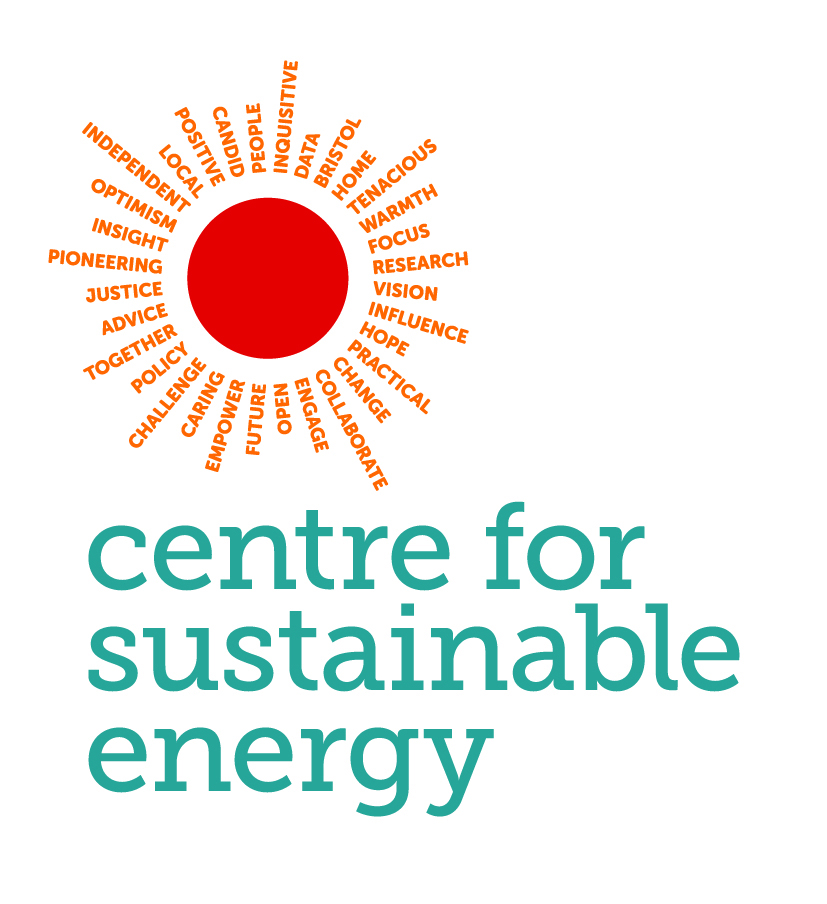 INQUISITIVE
DATA
BRISTOL
HOME
TENACIOUS
WARMTH
FOCUS
RESEARCH
VISION
INFLUENCE
HOPE
PRACTICAL
CHANGE
COLLABORATE
ENGAGE
OPEN
FUTURE
EMPOWER
CARING
CHALLENGE
POLICY
TOGETHER
ADVICE
JUSTICE
PIONEERING
INSIGHT
OPTIMISM
INDEPENDENT
LOCAL
POSITIVE
CANDID
PEOPLE
centre for
sustainable
energy